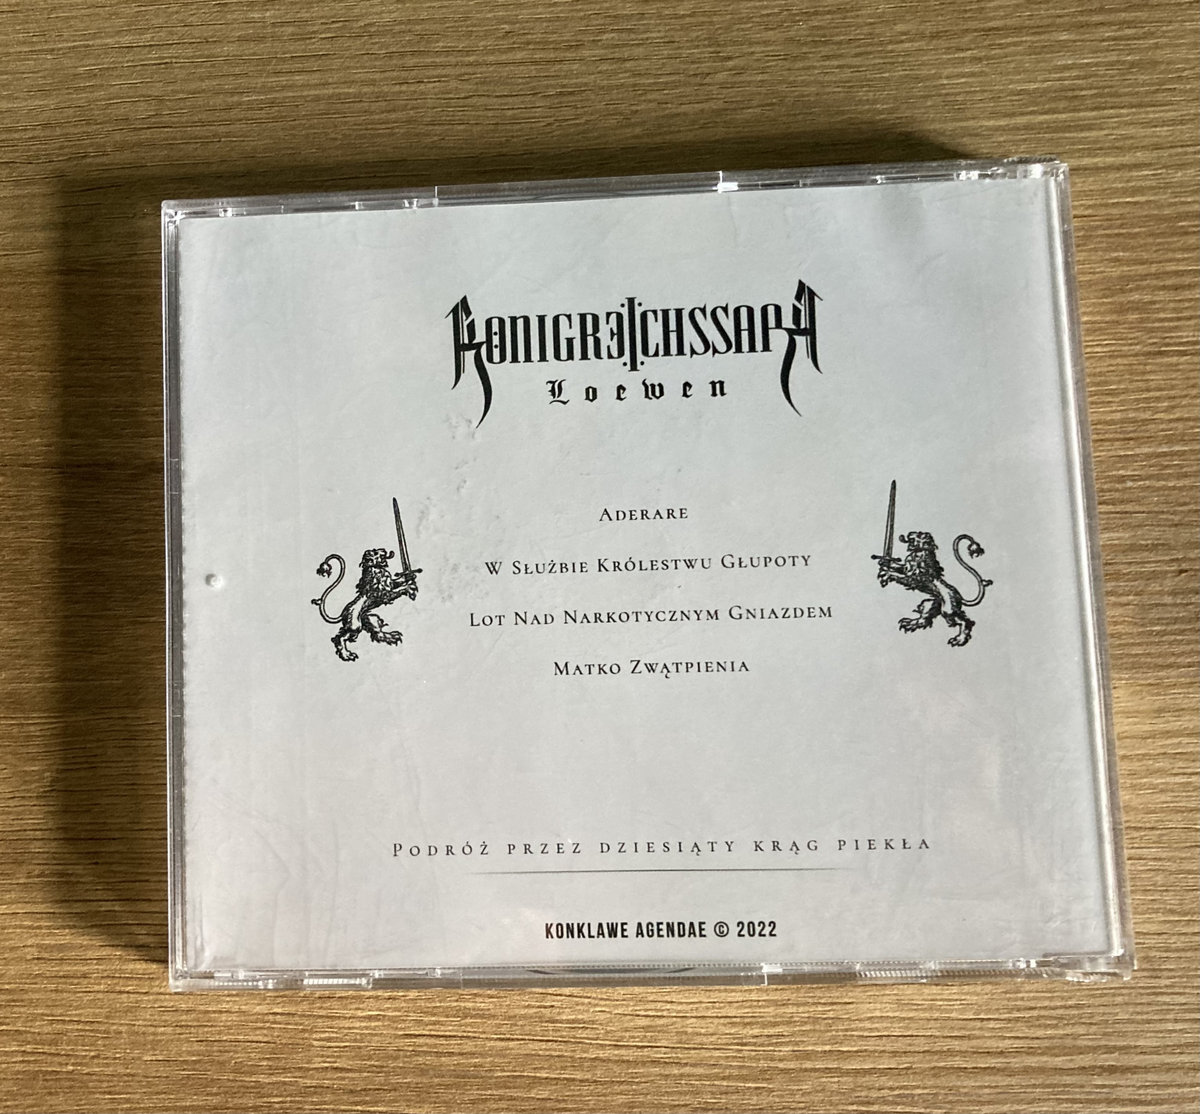 KÖNIGREICHSSAAL
Loewen
Aderare
W Służbie Królestwu Głupoty
Lot Nad Narkotycznym Gniazdem
Matko Zwątpienia
Podróż przez dziesiąty krąg piekła
KONKLAWE AGENDAE © 2022